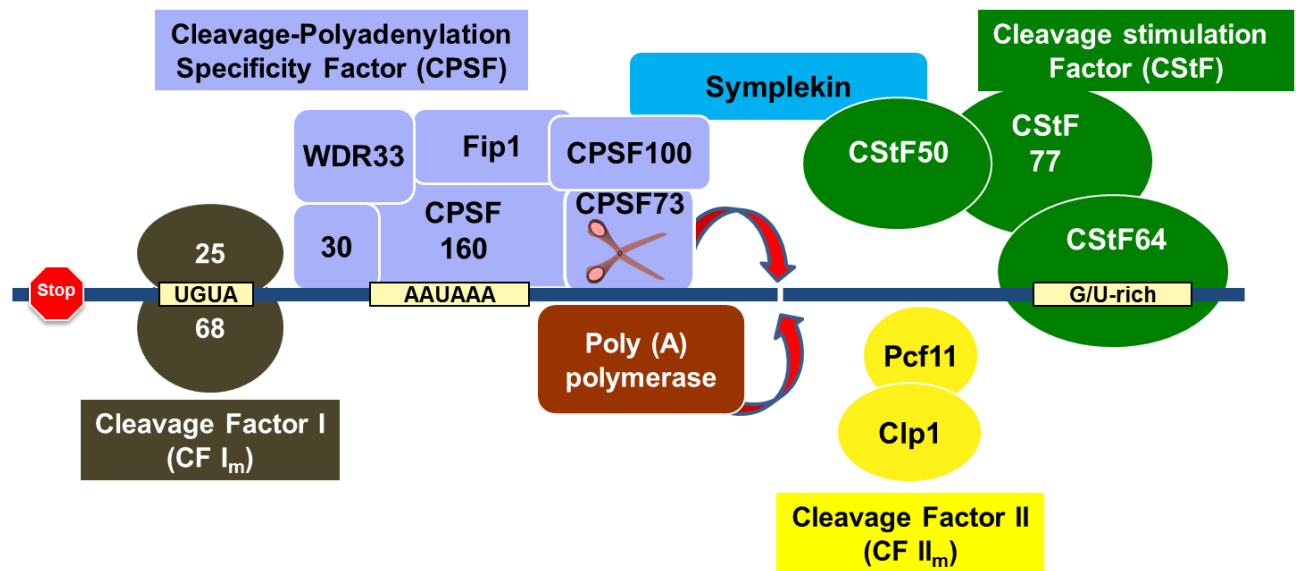 Cleavage-Polyadenylation
Specificity Factor (CPSF)
Cleavage stimulation
Factor (CStF)
Symplekin
WDR33
Fip1
CPSF100
CStF50
CStF
77
CPSF
160
CPSF73
30
25
CStF64
Stop
UGUA
AAUAAA
G/U-rich
68
Poly (A)
polymerase
Pcf11
Clp1
Cleavage Factor I
(CF Iₘ)
Cleavage Factor II
(CF IIₘ)